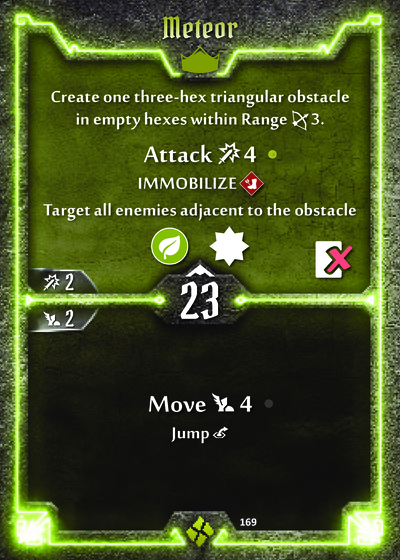 Meteor
Create one three-hex triangular obstacle
in empty hexes within Range 3.
Attack 4
IMMOBILIZE
Target all enemies adjacent to the obstacle
2
23
2
Move 4
Jump
169